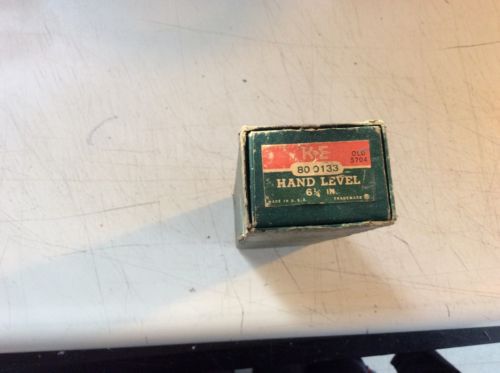 K+E
OLD
5704
80 0133
HAND LEVEL
6¼ IN.
MADE IN U.S.A. TRADEMARK ®